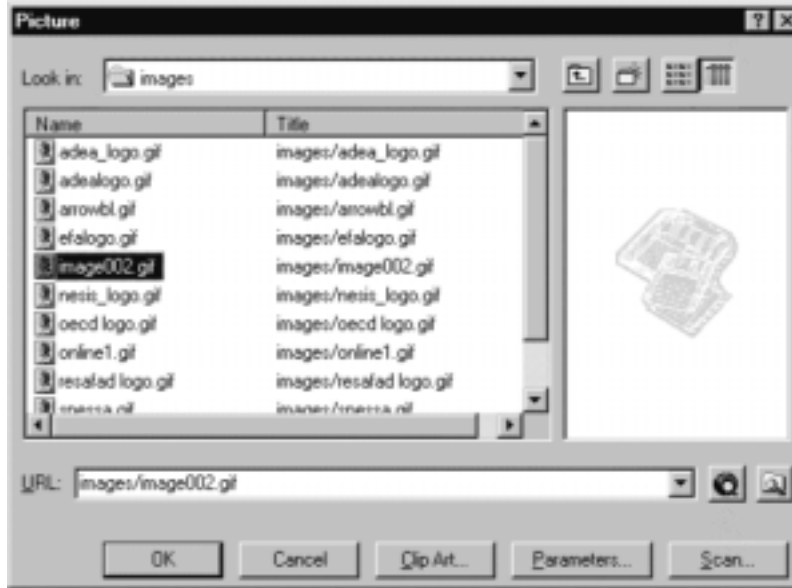 Picture
Look in: images
Name Title
adea_logo.gif images/adea_logo.gif
adealogo.gif images/adealogo.gif
arrowbl.gif images/arrowbl.gif
efalogo.gif images/efalogo.gif
image002.gif images/image002.gif
nesis_logo.gif images/nesis_logo.gif
oecd logo.gif images/oecd logo.gif
online1.gif images/online1.gif
resafad logo.gif images/resafad logo.gif
URL: images/image002.gif
OK Cancel Clip Art... Parameters... Scan...